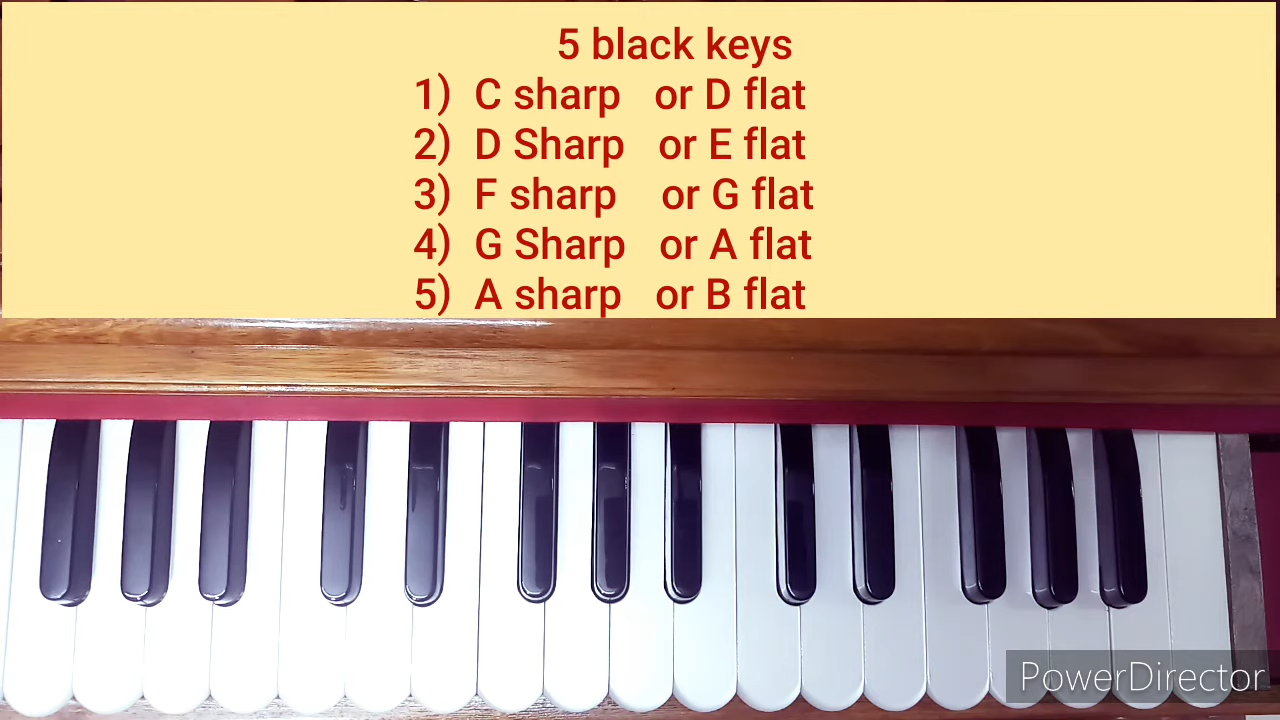 5 black keys
1) C sharp or D flat
2) D Sharp or E flat
3) F sharp or G flat
4) G Sharp or A flat
5) A sharp or B flat
PowerDirector